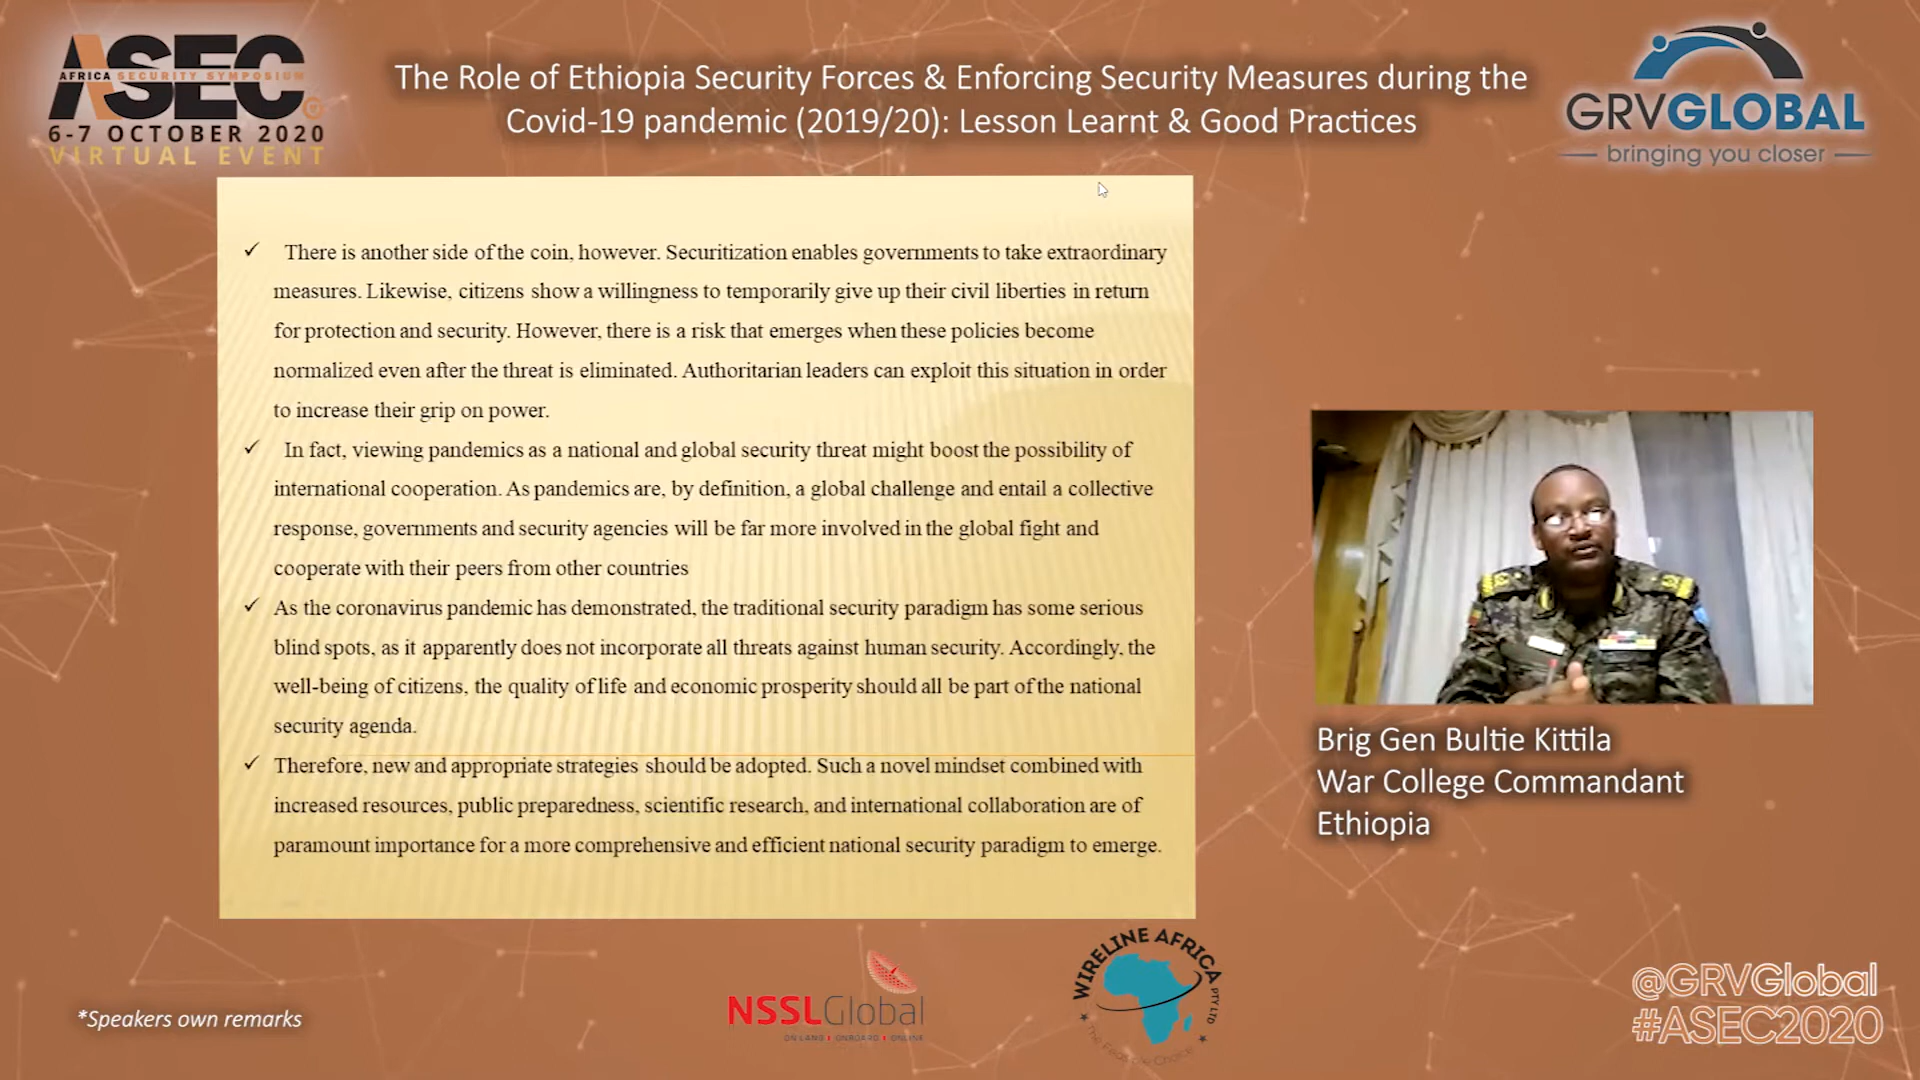 ASEC
AFRICA SECURITY SYMPOSIUM
6-7 OCTOBER 2020
VIRTUAL EVENT
The Role of Ethiopia Security Forces & Enforcing Security Measures during the
Covid-19 pandemic (2019/20): Lesson Learnt & Good Practices
GRVGLOBAL
bringing you closer
✓ There is another side of the coin, however. Securitization enables governments to take extraordinary
measures. Likewise, citizens show a willingness to temporarily give up their civil liberties in return
for protection and security. However, there is a risk that emerges when these policies become
normalized even after the threat is eliminated. Authoritarian leaders can exploit this situation in order
to increase their grip on power.
✓ In fact, viewing pandemics as a national and global security threat might boost the possibility of
international cooperation. As pandemics are, by definition, a global challenge and entail a collective
response, governments and security agencies will be far more involved in the global fight and
cooperate with their peers from other countries
✓ As the coronavirus pandemic has demonstrated, the traditional security paradigm has some serious
blind spots, as it apparently does not incorporate all threats against human security. Accordingly, the
well-being of citizens, the quality of life and economic prosperity should all be part of the national
security agenda.
✓ Therefore, new and appropriate strategies should be adopted. Such a novel mindset combined with
increased resources, public preparedness, scientific research, and international collaboration are of
paramount importance for a more comprehensive and efficient national security paradigm to emerge.
Brig Gen Bultie Kittila
War College Commandant
Ethiopia
*Speakers own remarks
NSSLGlobal
ON LAND | ONBOARD | ONLINE
WIRELINE AFRICA
PTY LTD
@GRVGlobal
#ASEC2020